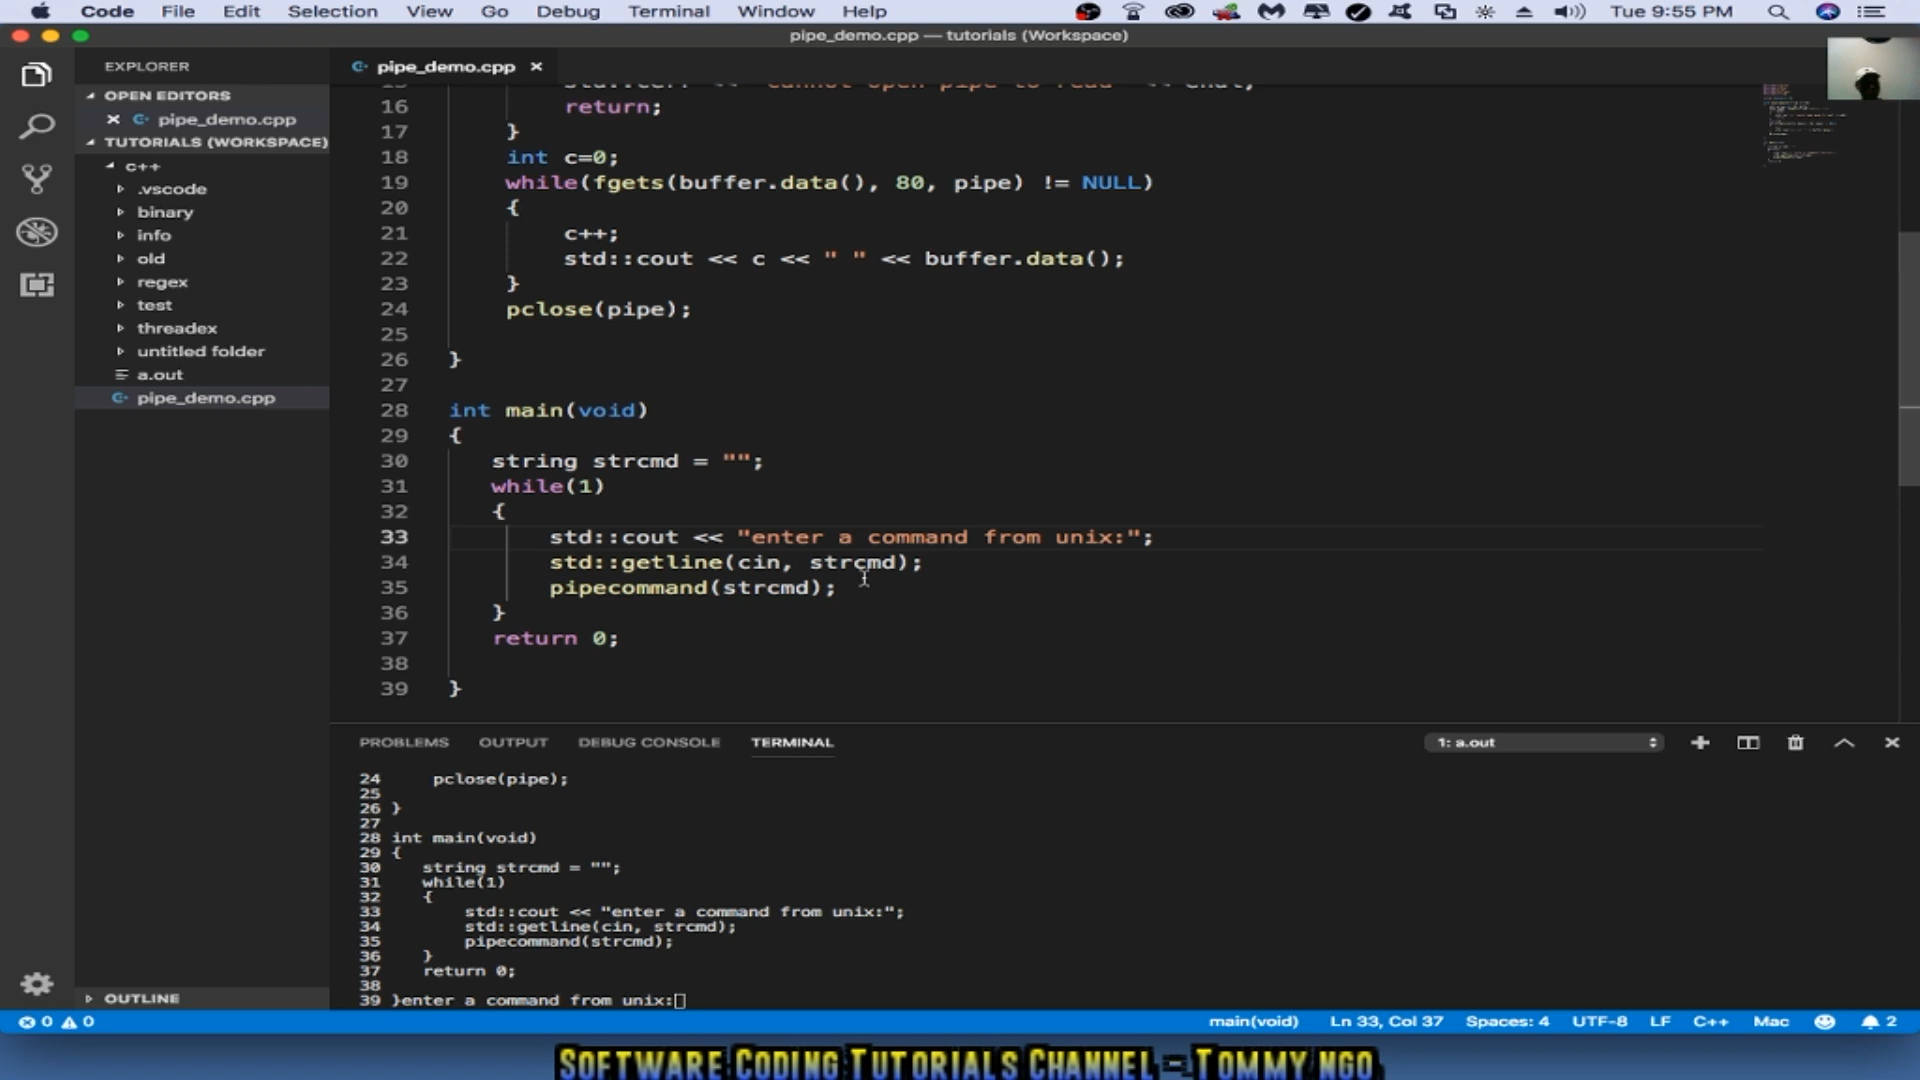 Code File Edit Selection View Go Debug Terminal Window Help Tue 9:55 PM
pipe_demo.cpp — tutorials (Workspace)
EXPLORER
OPEN EDITORS
pipe_demo.cpp
TUTORIALS (WORKSPACE)
c++
.vscode
binary
info
old
regex
test
threadex
untitled folder
a.out
pipe_demo.cpp
OUTLINE
pipe_demo.cpp
16 return;
17 }
18 int c=0;
19 while(fgets(buffer.data(), 80, pipe) != NULL)
20 {
21 c++;
22 std::cout << c << " " << buffer.data();
23 }
24 pclose(pipe);
25
26 }
27
28 int main(void)
29 {
30 string strcmd = "";
31 while(1)
32 {
33 std::cout << "enter a command from unix:";
34 std::getline(cin, strcmd);
35 pipecommand(strcmd);
36 }
37 return 0;
38
39 }
PROBLEMS OUTPUT DEBUG CONSOLE TERMINAL 1: a.out
24 pclose(pipe);
25
26 }
27
28 int main(void)
29 {
30 string strcmd = "";
31 while(1)
32 {
33 std::cout << "enter a command from unix:";
34 std::getline(cin, strcmd);
35 pipecommand(strcmd);
36 }
37 return 0;
38
39 }enter a command from unix:
0 0 main(void) Ln 33, Col 37 Spaces: 4 UTF-8 LF C++ Mac 2
SOFTWARE CODING TUTORIALS CHANNEL - TOMMY NGO